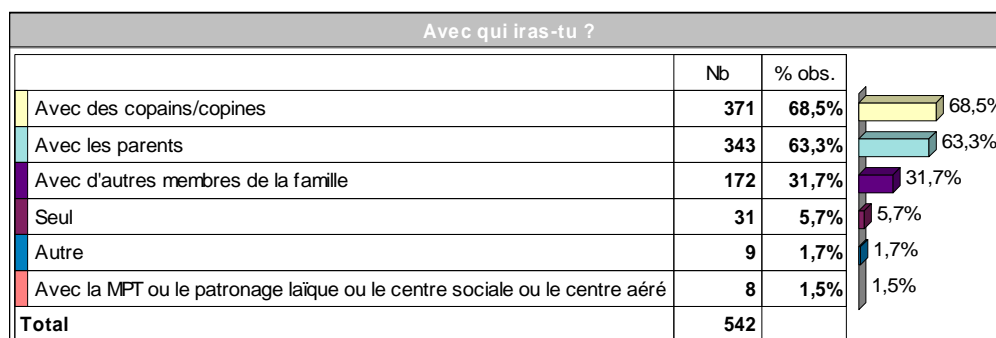 Avec qui iras-tu ?
Nb % obs.
Avec des copains/copines 371 68,5% 68,5%
Avec les parents 343 63,3% 63,3%
Avec d'autres membres de la famille 172 31,7% 31,7%
Seul 31 5,7% 5,7%
Autre 9 1,7% 1,7%
Avec la MPT ou le patronage laïque ou le centre sociale ou le centre aéré 8 1,5% 1,5%
Total 542